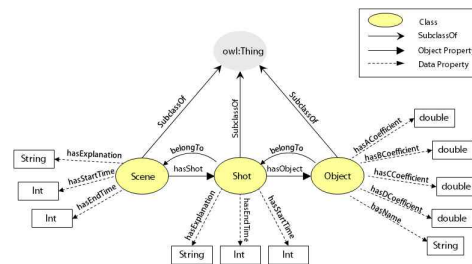 Class
SubclassOf
Object Property
Data Property
owl:Thing
SubclassOf
SubclassOf
SubclassOf
belongTo
belongTo
Scene
hasShot
Shot
hasObject
Object
hasExplanation
String
hasStartTime
Int
hasEndTime
Int
hasExplanation
String
hasEndTime
Int
hasStartTime
Int
hasACoefficient
double
hasBCoefficient
double
hasCCoefficient
double
hasDCoefficient
double
hasName
String